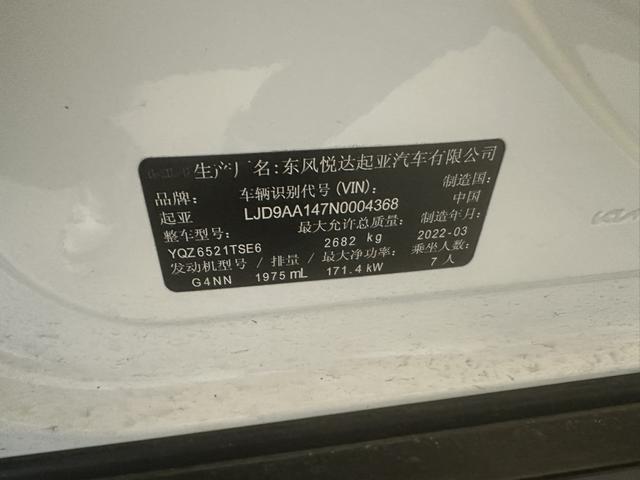 生产厂名:东风悦达起亚汽车有限公司
品牌: 车辆识别代号(VIN): 制造国:
起亚 LJD9AA147N0004368 中国
整车型号: 最大允许总质量: 制造年月:
YQZ6521TSE6 2682 kg 2022-03
发动机型号/排量/最大净功率: 乘坐人数:
G4NN 1975 mL 171.4 kW 7 人